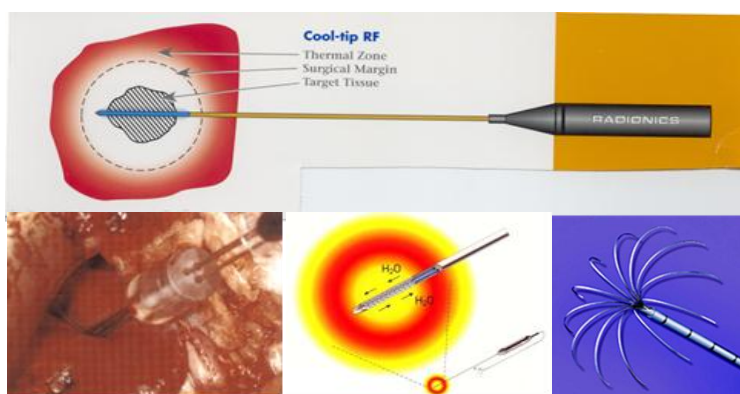 Cool-tip RF
Thermal Zone
Surgical Margin
Target Tissue
RADIONICS
H₂O
H₂O